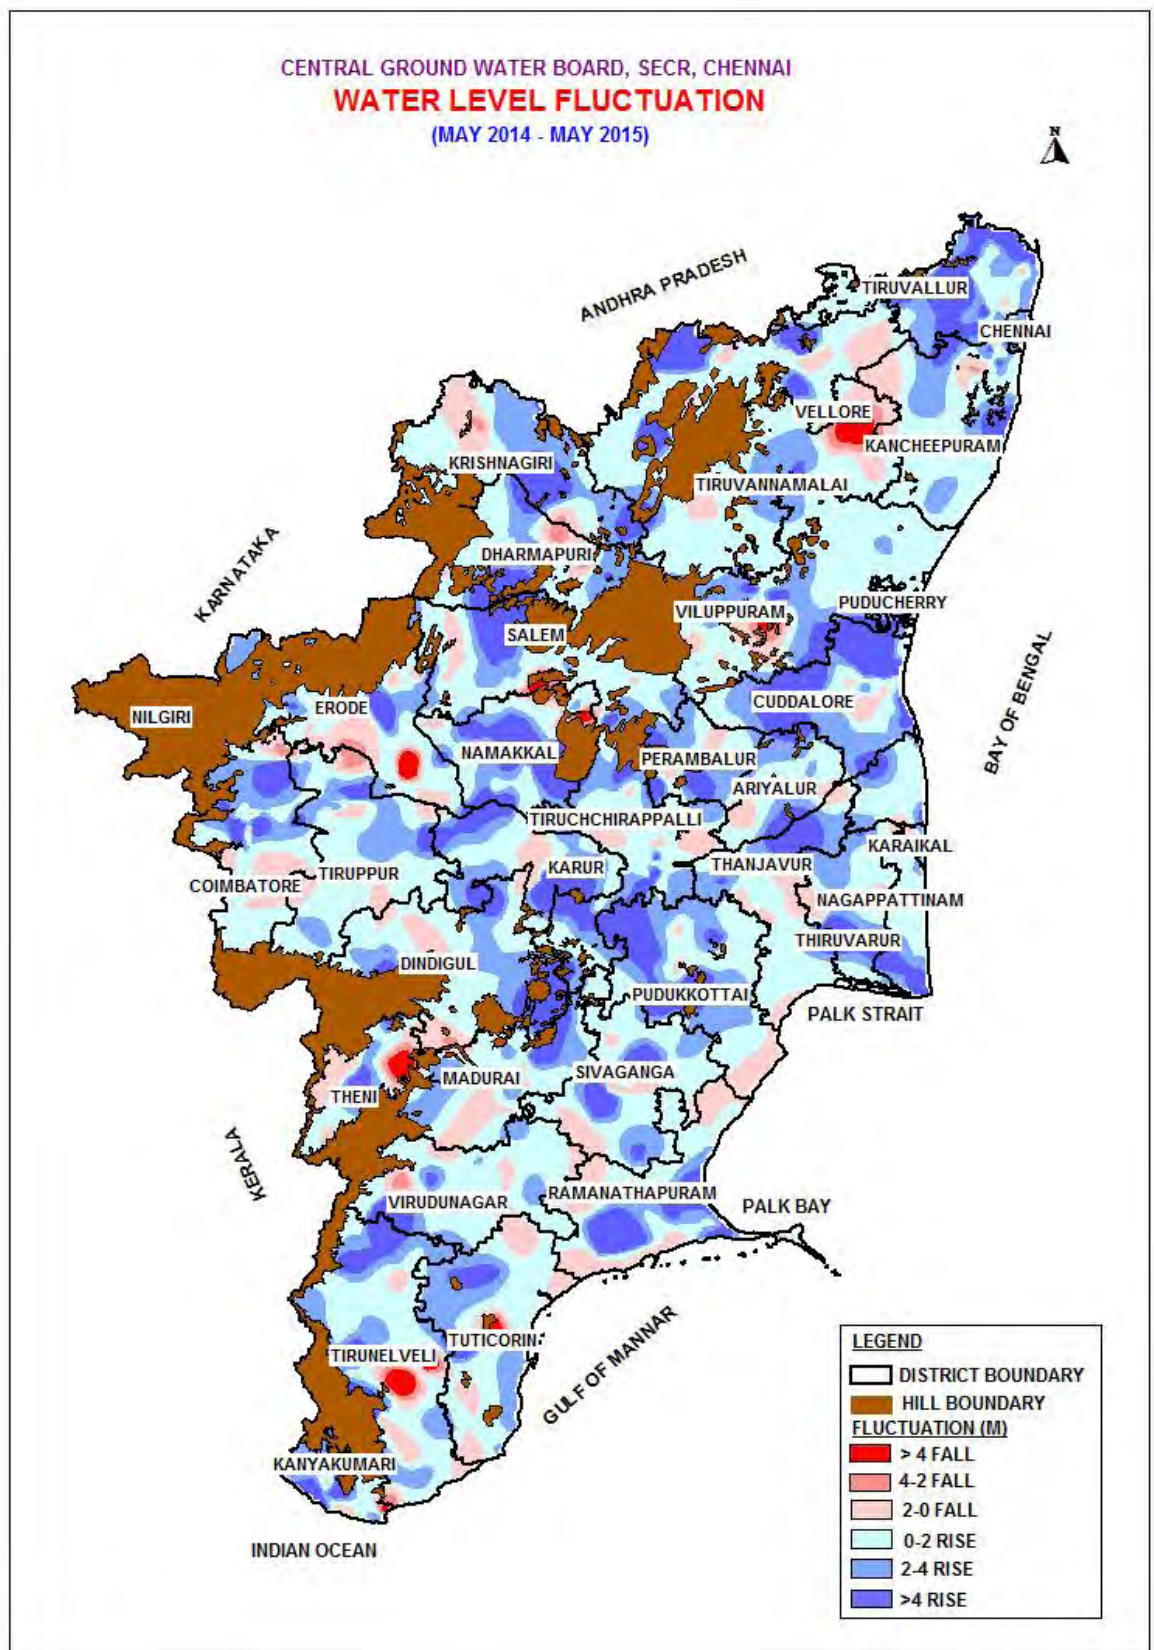 CENTRAL GROUND WATER BOARD, SECR, CHENNAI
WATER LEVEL FLUCTUATION
(MAY 2014 - MAY 2015)
N
ANDHRA PRADESH
TIRUVALLUR
CHENNAI
VELLORE
KANCHEEPURAM
KRISHNAGIRI
TIRUVANNAMALAI
KARNATAKA
DHARMAPURI
PUDUCHERRY
VILUPPURAM
SALEM
BAY OF BENGAL
CUDDALORE
ERODE
NILGIRI
NAMAKKAL
PERAMBALUR
ARIYALUR
TIRUCHCHIRAPPALLI
KARAIKAL
KARUR
THANJAVUR
TIRUPPUR
COIMBATORE
NAGAPPATTINAM
THIRUVARUR
DINDIGUL
PUDUKKOTTAI
PALK STRAIT
SIVAGANGA
MADURAI
THENI
KERALA
RAMANATHAPURAM
VIRUDUNAGAR
PALK BAY
TUTICORIN
TIRUNELVELI
GULF OF MANNAR
KANYAKUMARI
INDIAN OCEAN
LEGEND
DISTRICT BOUNDARY
HILL BOUNDARY
FLUCTUATION (M)
> 4 FALL
4-2 FALL
2-0 FALL
0-2 RISE
2-4 RISE
>4 RISE